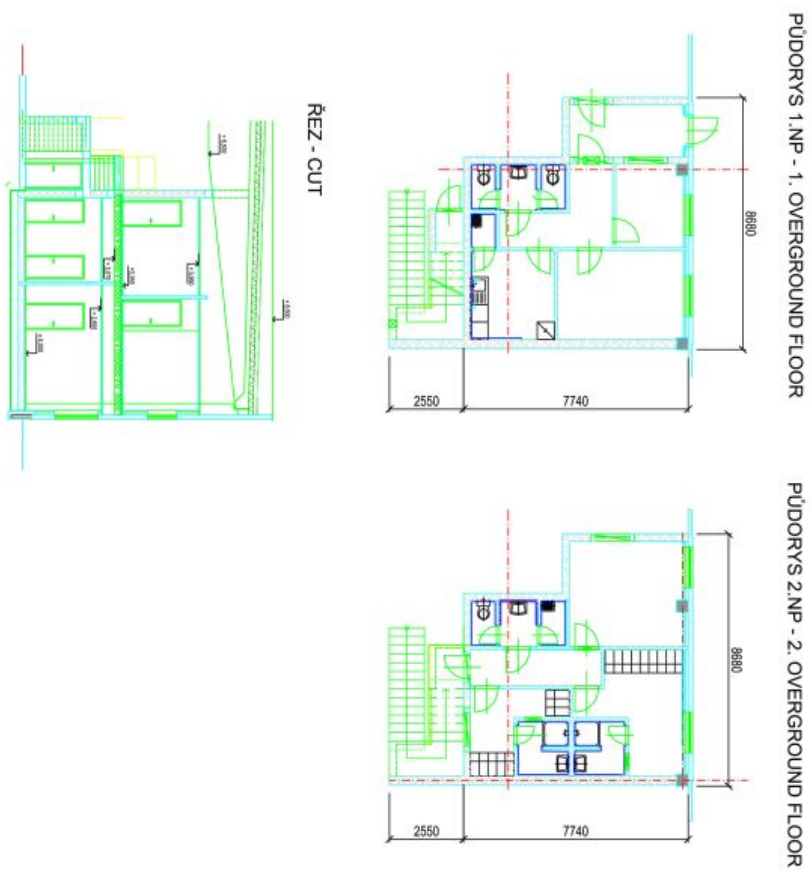 PŮDORYS 1.NP - 1. OVERGROUND FLOOR
8680
2550
7740
PŮDORYS 2.NP - 2. OVERGROUND FLOOR
8680
2550
7740
ŘEZ - CUT